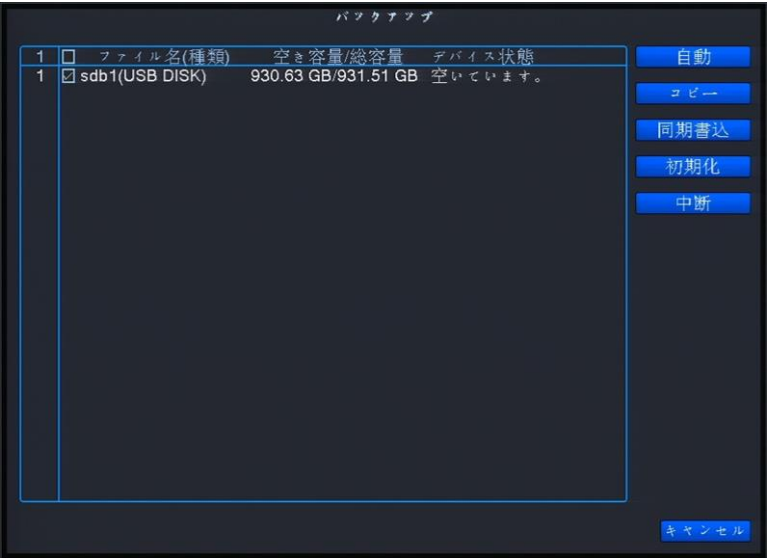 バックアップ
1 ファイル名(種類) 空き容量/総容量 デバイス状態
1 sdb1(USB DISK) 930.63 GB/931.51 GB 空いています。
自動
コピー
同期書込
初期化
中断
キャンセル